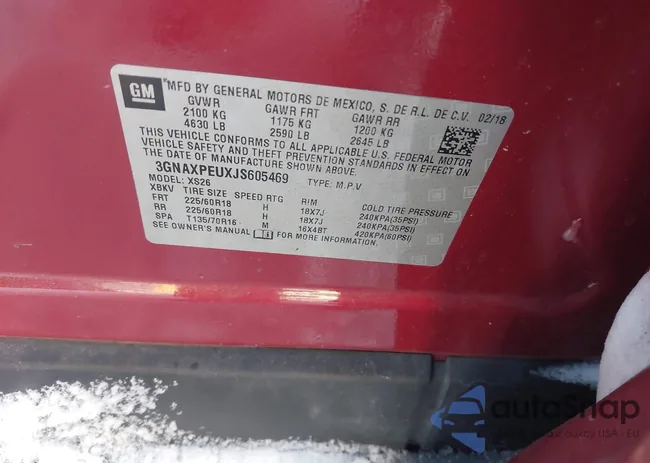 GM
MFD BY GENERAL MOTORS DE MEXICO, S. DE R.L. DE C.V. 02/18
GVWR GAWR FRT GAWR RR
2100 KG 1175 KG 1200 KG
4630 LB 2590 LB 2645 LB
THIS VEHICLE CONFORMS TO ALL APPLICABLE U.S. FEDERAL MOTOR
VEHICLE SAFETY AND THEFT PREVENTION STANDARDS IN EFFECT ON
THE DATE OF MANUFACTURE SHOWN ABOVE.
3GNAXPEUXJS605469 TYPE: M.P.V
MODEL: XS26
XBKV TIRE SIZE SPEED RTG RIM COLD TIRE PRESSURE
FRT 225/60R18 H 18X7J 240KPA(35PSI)
RR 225/60R18 H 18X7J 240KPA(35PSI)
SPA T135/70R16 M 16X4BT 420KPA(60PSI)
SEE OWNER'S MANUAL FOR MORE INFORMATION.
autoSnap
USA - EU